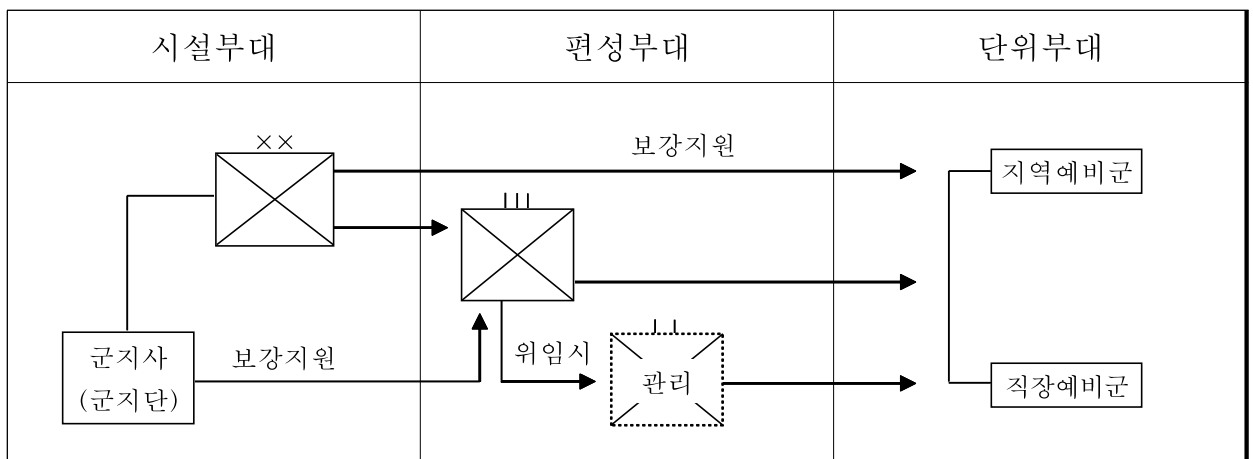 시설부대
편성부대
단위부대
××
보강지원
지역예비군
군지사
(군지단)
보강지원
위임시
관리
직장예비군